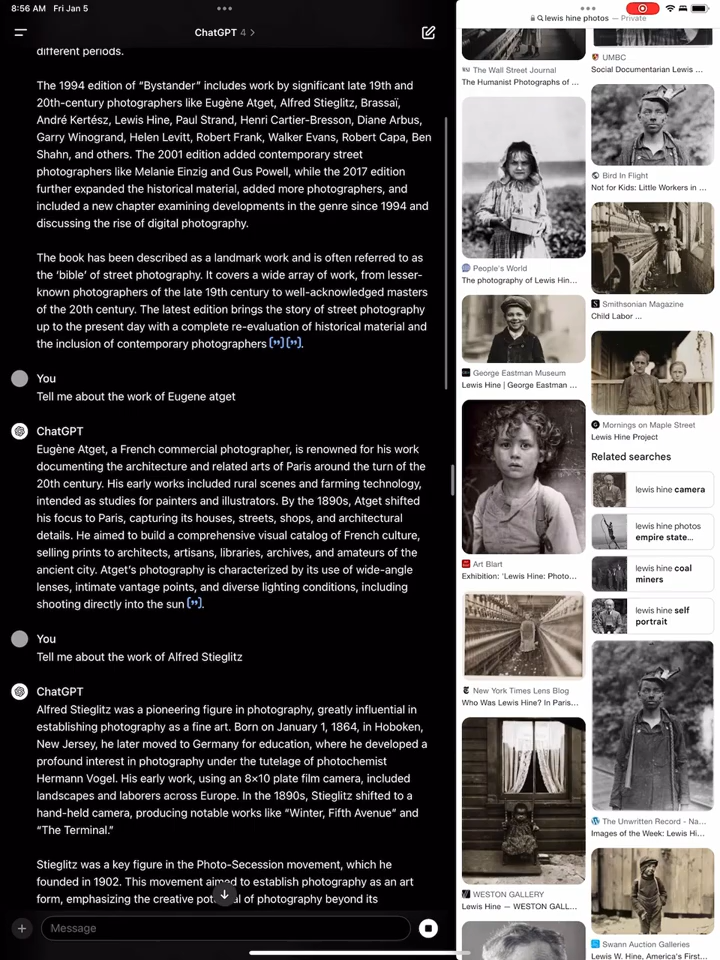 8:56 AM Fri Jan 5
ChatGPT 4 >
different periods.
The 1994 edition of “Bystander” includes work by significant late 19th and
20th-century photographers like Eugène Atget, Alfred Stieglitz, Brassaï,
André Kertész, Lewis Hine, Paul Strand, Henri Cartier-Bresson, Diane Arbus,
Garry Winogrand, Helen Levitt, Robert Frank, Walker Evans, Robert Capa, Ben
Shahn, and others. The 2001 edition added contemporary street
photographers like Melanie Einzig and Gus Powell, while the 2017 edition
further expanded the historical material, added more photographers, and
included a new chapter examining developments in the genre since 1994 and
discussing the rise of digital photography.
The book has been described as a landmark work and is often referred to as
the ‘bible’ of street photography. It covers a wide array of work, from lesser-
known photographers of the late 19th century to well-acknowledged masters
of the 20th century. The latest edition brings the story of street photography
up to the present day with a complete re-evaluation of historical material and
the inclusion of contemporary photographers [”] [”].
You
Tell me about the work of Eugene atget
ChatGPT
Eugène Atget, a French commercial photographer, is renowned for his work
documenting the architecture and related arts of Paris around the turn of the
20th century. His early works included rural scenes and farming technology,
intended as studies for painters and illustrators. By the 1890s, Atget shifted
his focus to Paris, capturing its houses, streets, shops, and architectural
details. He aimed to build a comprehensive visual catalog of French culture,
selling prints to architects, artisans, libraries, archives, and amateurs of the
ancient city. Atget’s photography is characterized by its use of wide-angle
lenses, intimate vantage points, and diverse lighting conditions, including
shooting directly into the sun [”].
You
Tell me about the work of Alfred Stieglitz
ChatGPT
Alfred Stieglitz was a pioneering figure in photography, greatly influential in
establishing photography as a fine art. Born on January 1, 1864, in Hoboken,
New Jersey, he later moved to Germany for education, where he developed a
profound interest in photography under the tutelage of photochemist
Hermann Vogel. His early work, using an 8×10 plate film camera, included
landscapes and laborers across Europe. In the 1890s, Stieglitz shifted to a
hand-held camera, producing notable works like “Winter, Fifth Avenue” and
“The Terminal.”
Stieglitz was a key figure in the Photo-Secession movement, which he
founded in 1902. This movement aimed to establish photography as an art
form, emphasizing the creative of photography beyond its
Message
lewis hine photos — Private
The Wall Street Journal
The Humanist Photographs of ...
People's World
The photography of Lewis Hin...
George Eastman Museum
Lewis Hine | George Eastman ...
Art Blart
Exhibition: 'Lewis Hine: Photo...
New York Times Lens Blog
Who Was Lewis Hine? In Paris...
WESTON GALLERY
Lewis Hine — WESTON GALL...
UMBC
Social Documentarian Lewis ...
Bird In Flight
Not for Kids: Little Workers in ...
Smithsonian Magazine
Child Labor ...
Mornings on Maple Street
Lewis Hine Project
Related searches
lewis hine camera
lewis hine photos
empire state...
lewis hine coal
miners
lewis hine self
portrait
The Unwritten Record - Na...
Images of the Week: Lewis Hi...
Swann Auction Galleries
Lewis W. Hine, America's First...